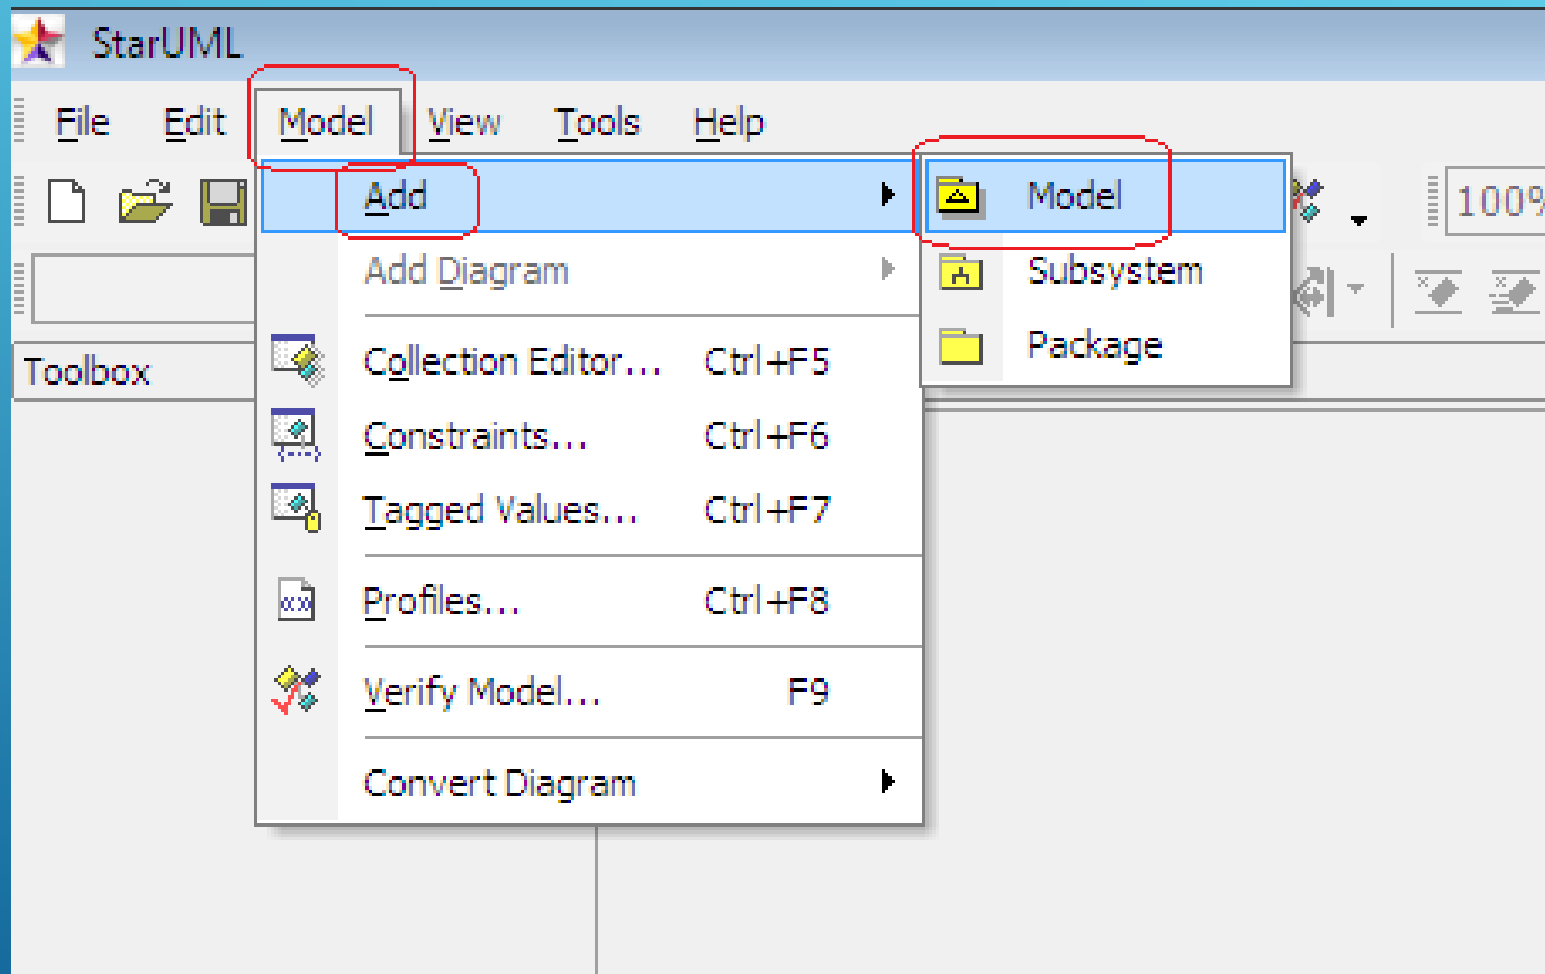 StarUML
File Edit Model View Tools Help
Add
Model
100%
Add Diagram
Subsystem
Package
Toolbox
Collection Editor... Ctrl+F5
Constraints... Ctrl+F6
Tagged Values... Ctrl+F7
Profiles... Ctrl+F8
Verify Model... F9
Convert Diagram